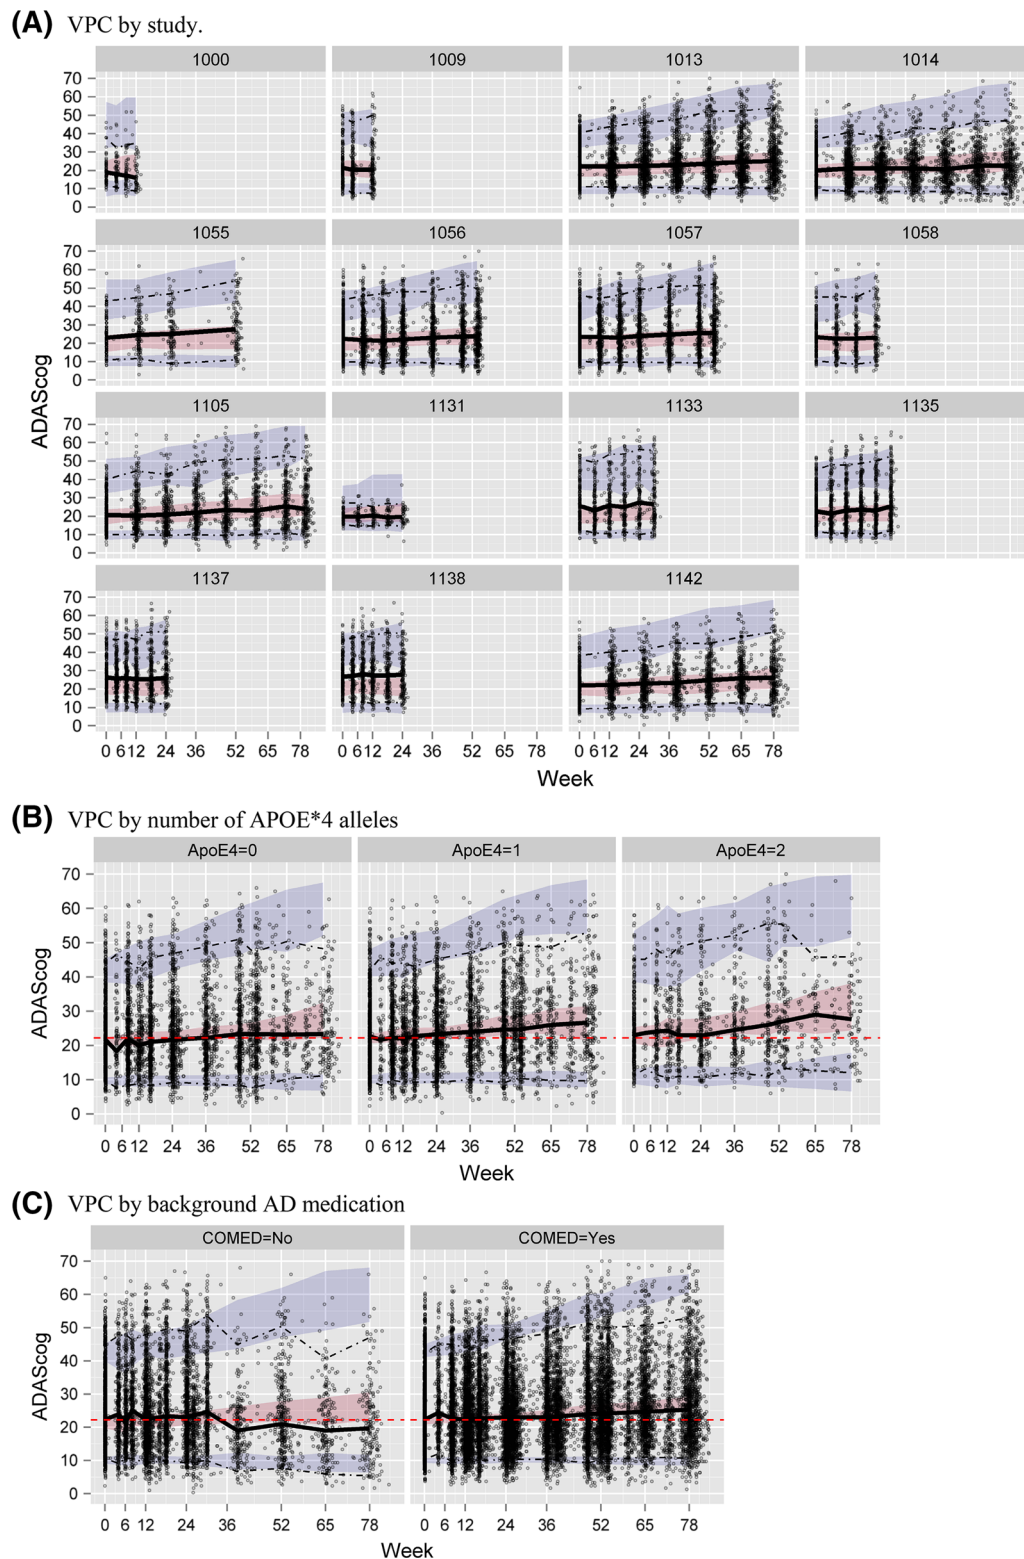 (A) VPC by study.
1000 1009 1013 1014
70
60
50
40
30
20
10
0
1055 1056 1057 1058
70
60
50
40
30
20
10
0
ADAScog
1105 1131 1133 1135
70
60
50
40
30
20
10
0
1137 1138 1142
70
60
50
40
30
20
10
0
0 6 12 24 36 52 65 78 0 6 12 24 36 52 65 78 0 6 12 24 36 52 65 78
Week
(B) VPC by number of APOE*4 alleles
ApoE4=0 ApoE4=1 ApoE4=2
70
60
50
40
30
20
10
0
ADAScog
0 6 12 24 36 52 65 78 0 6 12 24 36 52 65 78 0 6 12 24 36 52 65 78
Week
(C) VPC by background AD medication
COMED=No COMED=Yes
70
60
50
40
30
20
10
0
ADAScog
0 6 12 24 36 52 65 78 0 6 12 24 36 52 65 78
Week